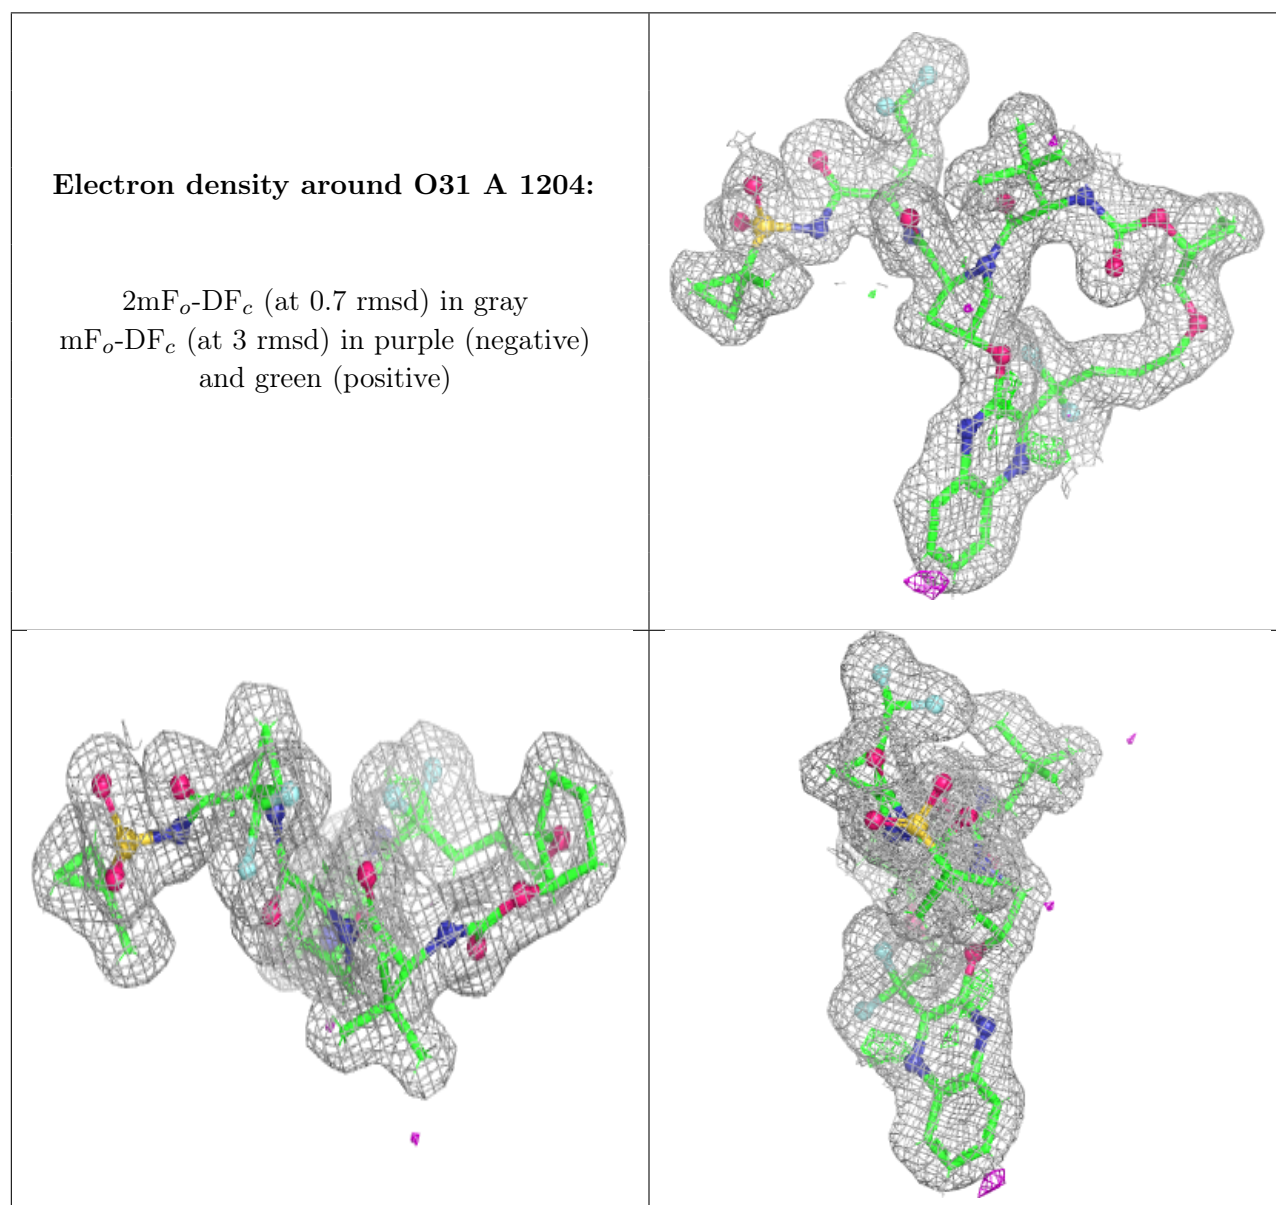 Electron density around O31 A 1204:
2mFo-DFc (at 0.7 rmsd) in gray
mFo-DFc (at 3 rmsd) in purple (negative)
and green (positive)